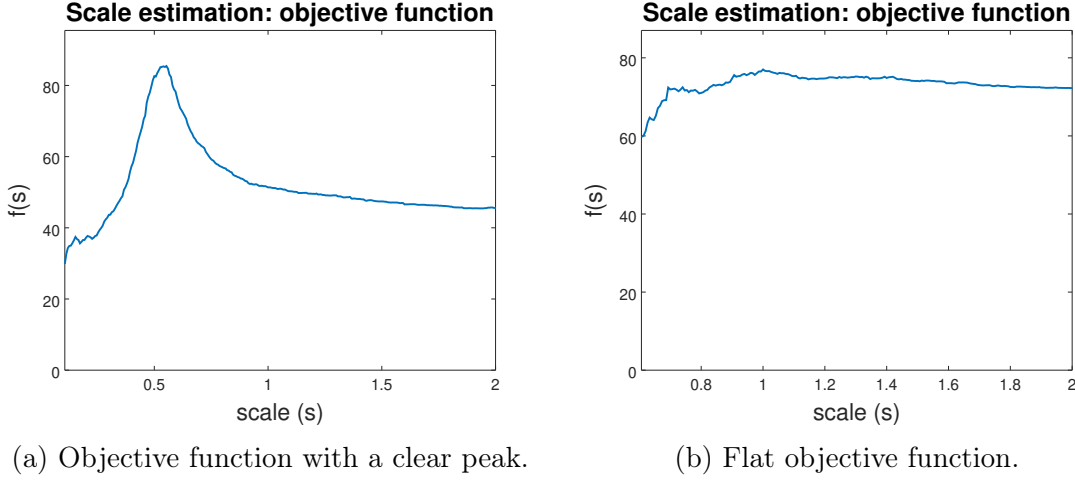 Scale estimation: objective function
f(s)
80
60
40
20
0
0.5 1 1.5 2
scale (s)
(a) Objective function with a clear peak.
Scale estimation: objective function
f(s)
80
60
40
20
0
0.8 1 1.2 1.4 1.6 1.8 2
scale (s)
(b) Flat objective function.